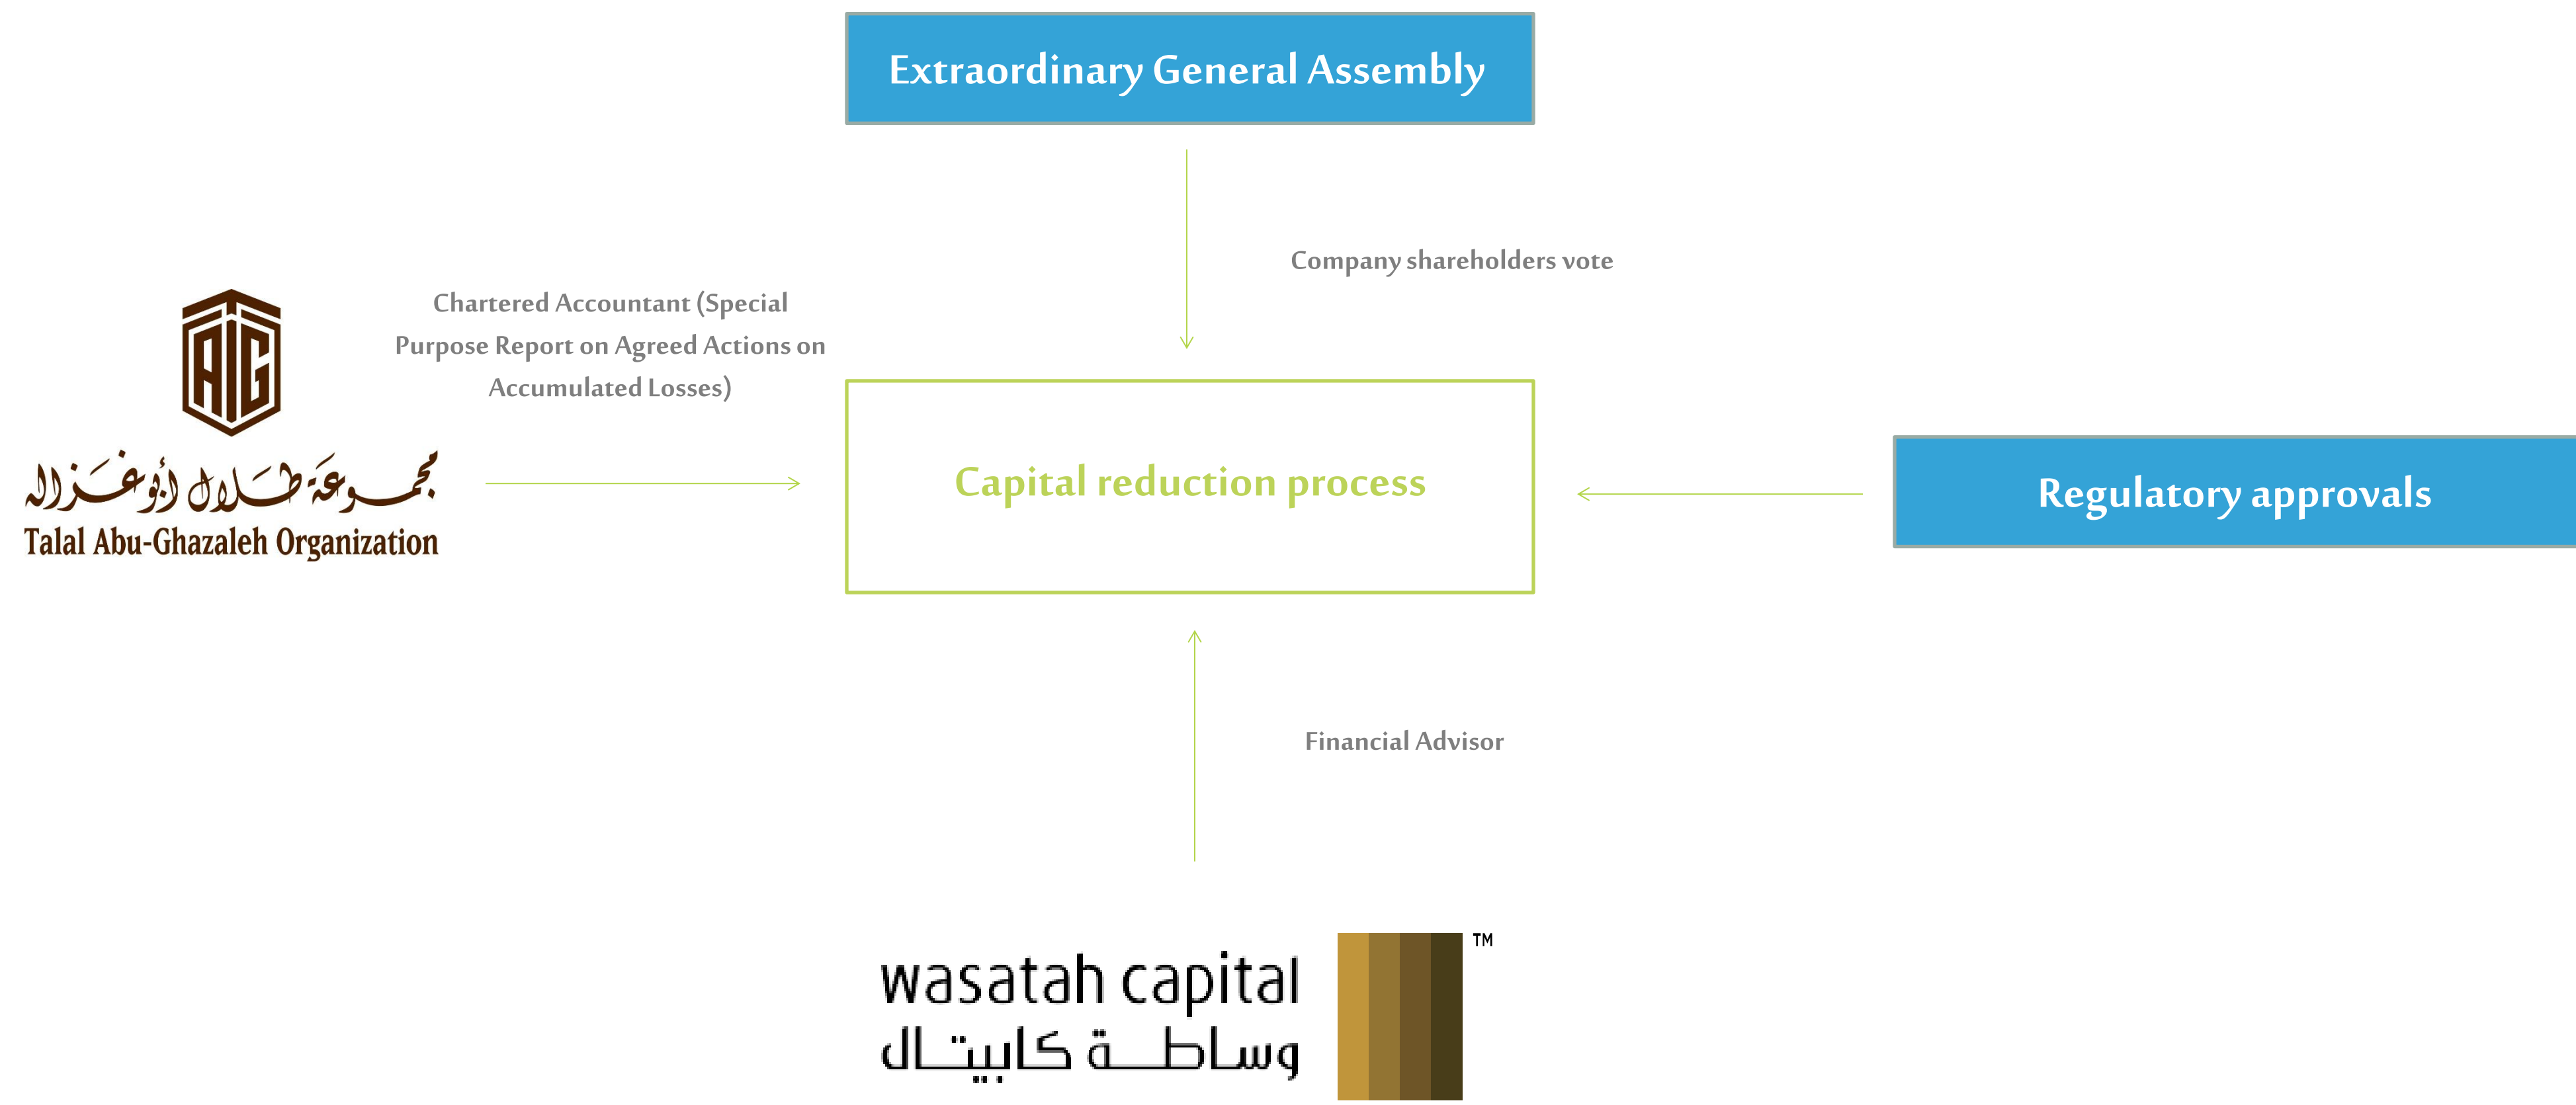 Extraordinary General Assembly
Company shareholders vote
Chartered Accountant (Special
Purpose Report on Agreed Actions on
Accumulated Losses)
TAG
مجموعة طلال أبوغزاله
Talal Abu-Ghazaleh Organization
Capital reduction process
Regulatory approvals
Financial Advisor
wasatah capital
وساطة كابيتال
TM